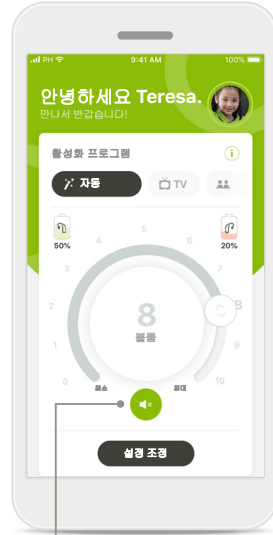 PH 9:41 AM 100%
안녕하세요 Teresa.
만나서 반갑습니다!
활성화 프로그램 i
자동 TV
50% 20%
5
4 6
3 7
2 8
8
볼륨
1 9
0 10
최소 최대
설정 조정